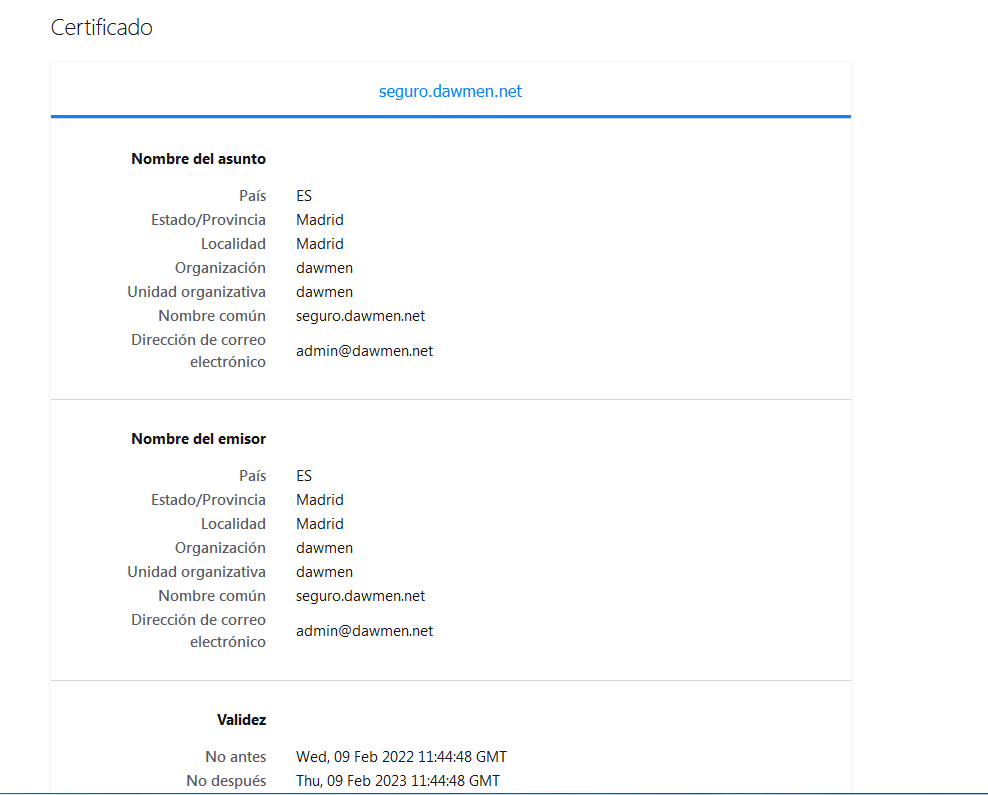 Certificado
seguro.dawmen.net
Nombre del asunto
País ES
Estado/Provincia Madrid
Localidad Madrid
Organización dawmen
Unidad organizativa dawmen
Nombre común seguro.dawmen.net
Dirección de correo
electrónico admin@dawmen.net
Nombre del emisor
País ES
Estado/Provincia Madrid
Localidad Madrid
Organización dawmen
Unidad organizativa dawmen
Nombre común seguro.dawmen.net
Dirección de correo
electrónico admin@dawmen.net
Validez
No antes Wed, 09 Feb 2022 11:44:48 GMT
No después Thu, 09 Feb 2023 11:44:48 GMT